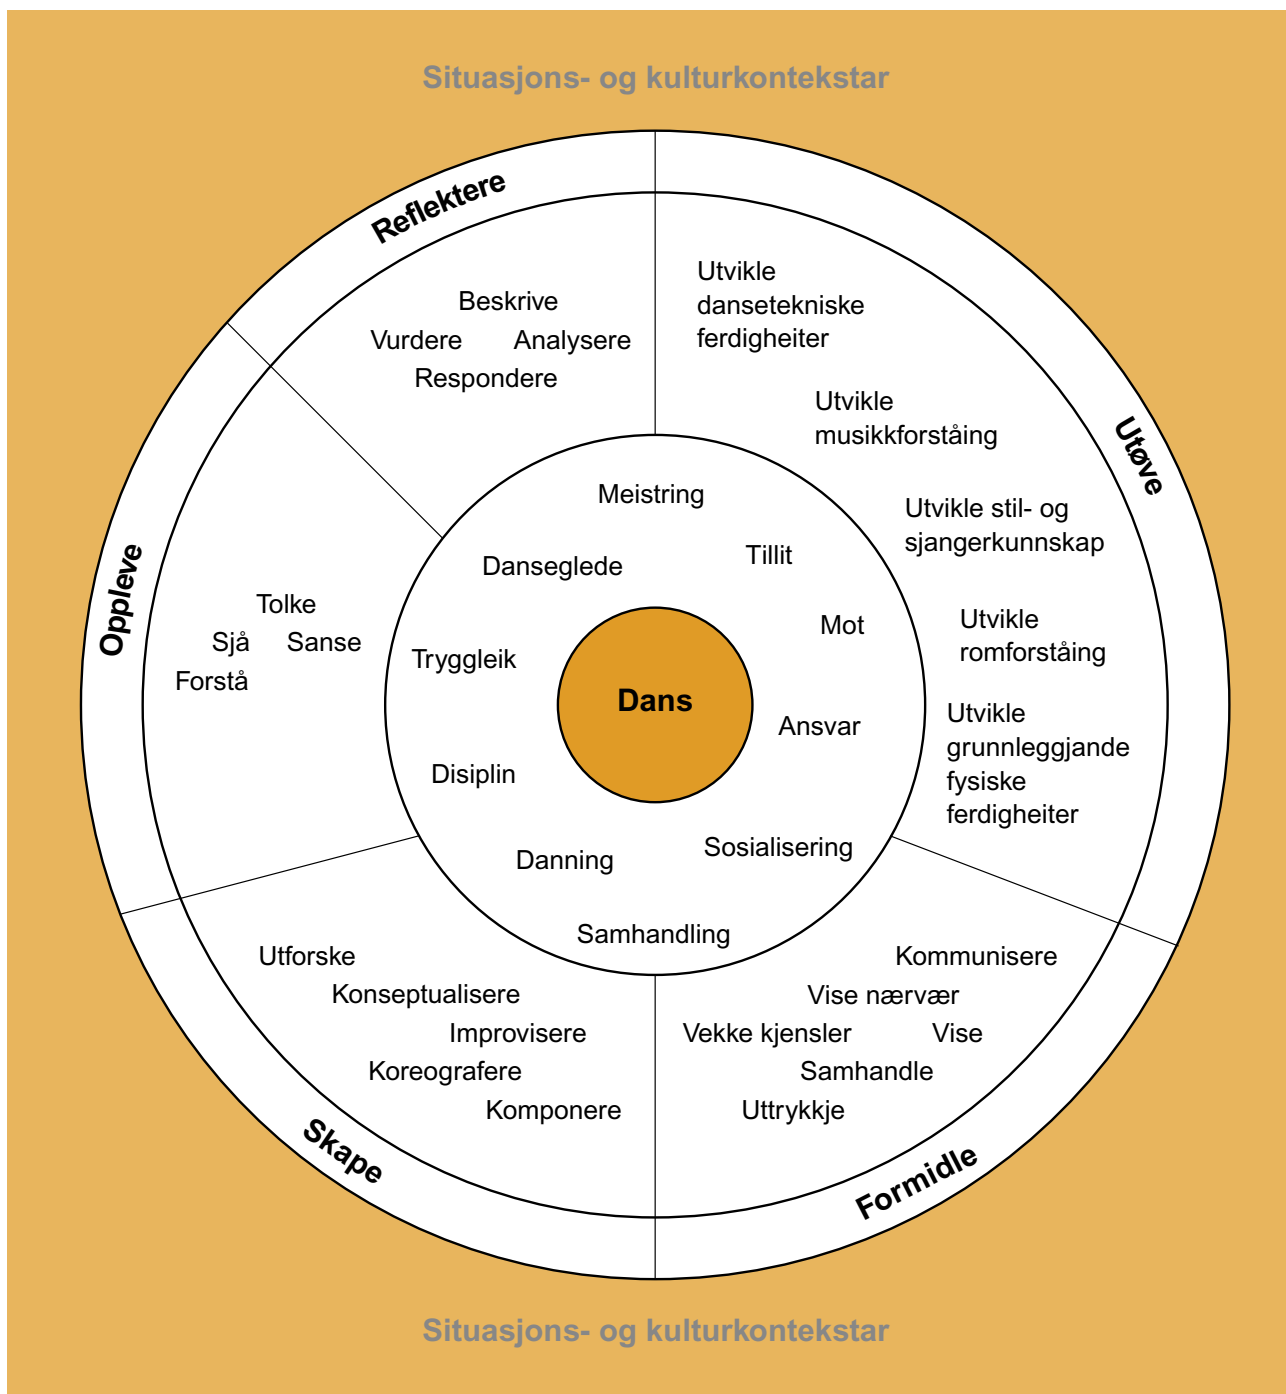 Situasjons- og kulturkontekstar
Reflektere
Beskrive
Vurdere Analysere
Respondere
Utøve
Utvikle
dansetekniske
ferdigheiter
Utvikle
musikkforståing
Utvikle stil- og
sjangerkunnskap
Utvikle
romforståing
Utvikle
grunnleggjande
fysiske
ferdigheiter
Oppleve
Tolke
Sjå Sanse
Forstå
Meistring
Danseglede
Tillit
Mot
Tryggleik
Dans
Ansvar
Disiplin
Danning
Sosialisering
Samhandling
Skape
Utforske
Konseptualisere
Improvisere
Koreografere
Komponere
Formidle
Kommunisere
Vise nærvær
Vekke kjensler Vise
Samhandle
Uttrykkje
Situasjons- og kulturkontekstar